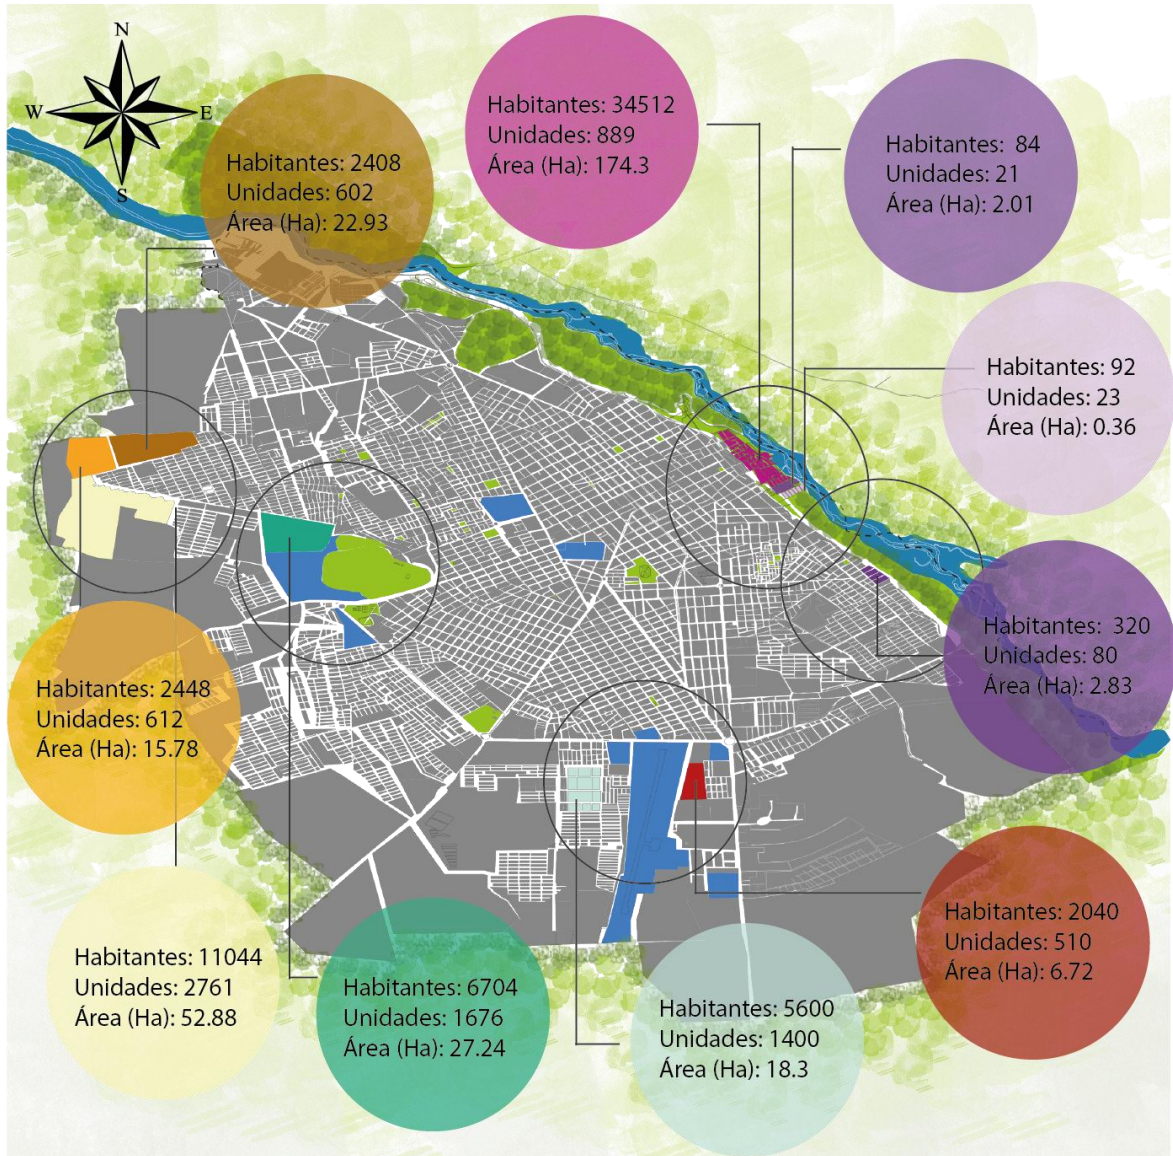 N
W
E
S
Habitantes: 2408
Unidades: 602
Área (Ha): 22.93
Habitantes: 34512
Unidades: 889
Área (Ha): 174.3
Habitantes: 84
Unidades: 21
Área (Ha): 2.01
Habitantes: 92
Unidades: 23
Área (Ha): 0.36
Habitantes: 320
Unidades: 80
Área (Ha): 2.83
Habitantes: 2448
Unidades: 612
Área (Ha): 15.78
Habitantes: 11044
Unidades: 2761
Área (Ha): 52.88
Habitantes: 6704
Unidades: 1676
Área (Ha): 27.24
Habitantes: 5600
Unidades: 1400
Área (Ha): 18.3
Habitantes: 2040
Unidades: 510
Área (Ha): 6.72